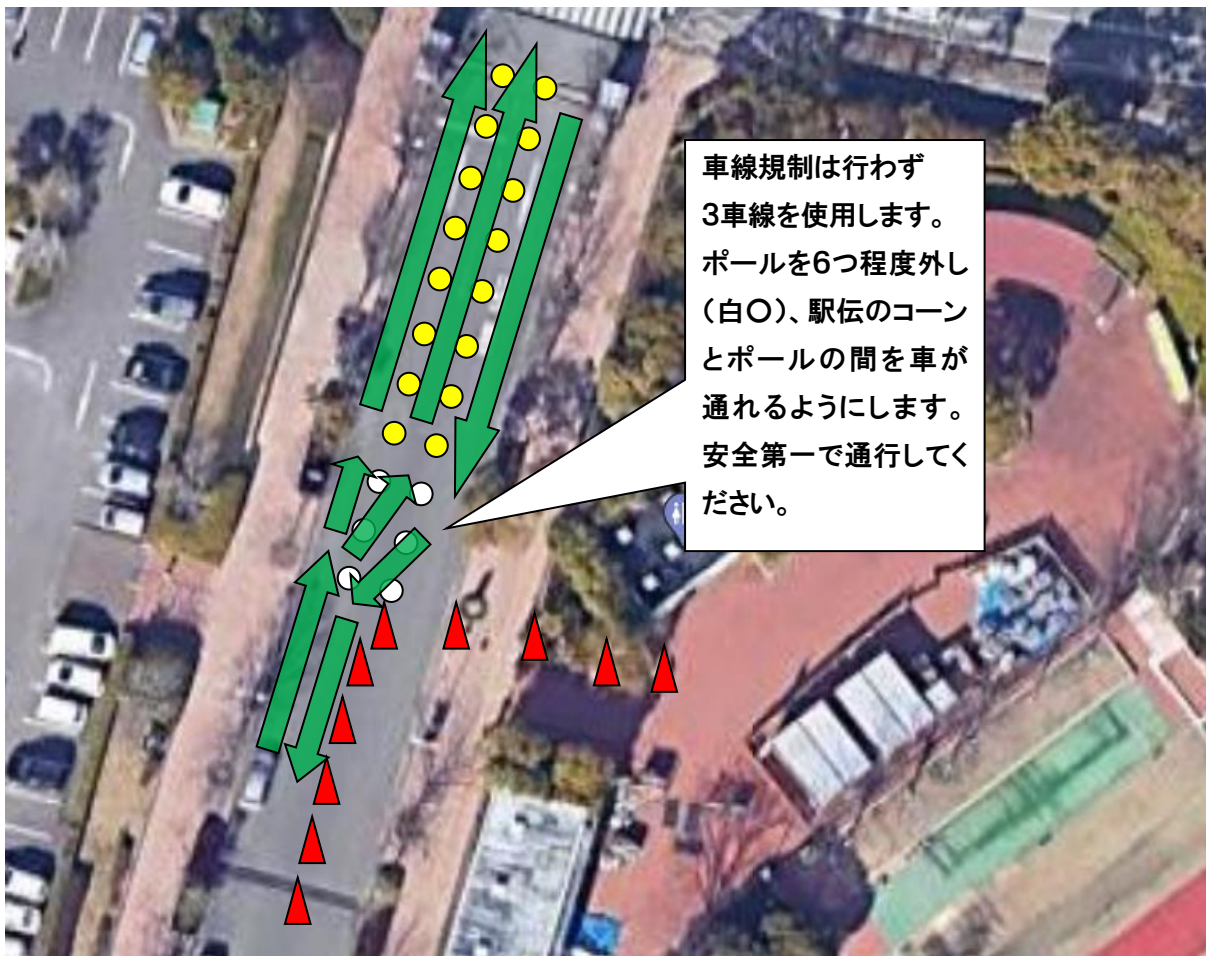 車線規制は行わず
3車線を使用します。
ポールを6つ程度外し
(白〇)、駅伝のコーン
とポールの間を車が
通れるようにします。
安全第一で通行してく
ださい。